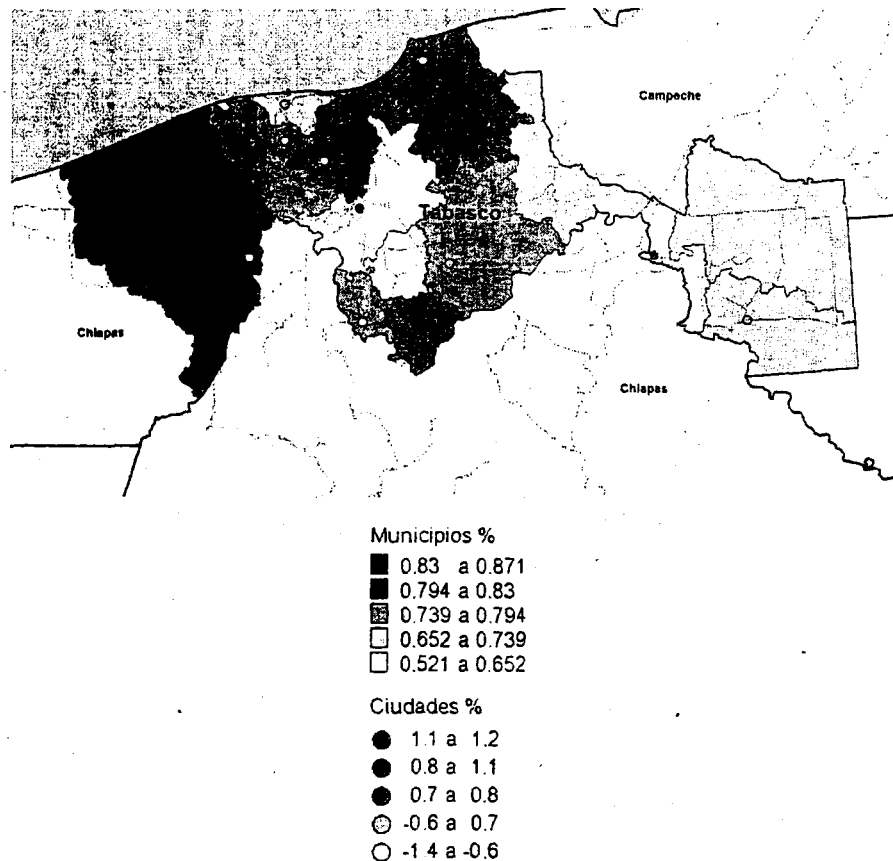 Campeche
Tabasco
Chiapas
Chiapas
Municipios %
0.83 a 0.871
0.794 a 0.83
0.739 a 0.794
0.652 a 0.739
0.521 a 0.652
Ciudades %
1.1 a 1.2
0.8 a 1.1
0.7 a 0.8
-0.6 a 0.7
-1.4 a -0.6